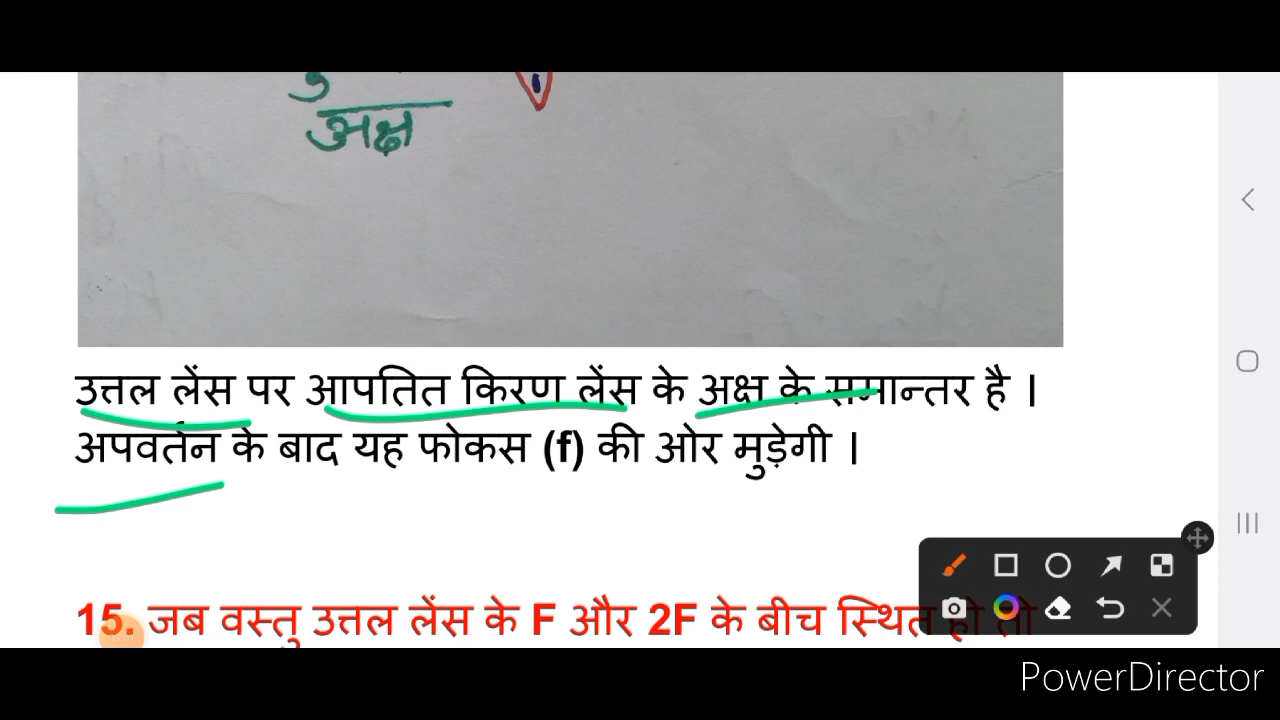 अक्ष
उत्तल लेंस पर आपतित किरण लेंस के अक्ष के समान्तर है ।
अपवर्तन के बाद यह फोकस (f) की ओर मुड़ेगी ।
15. जब वस्तु उत्तल लेंस के F और 2F के बीच स्थित हो तो
PowerDirector